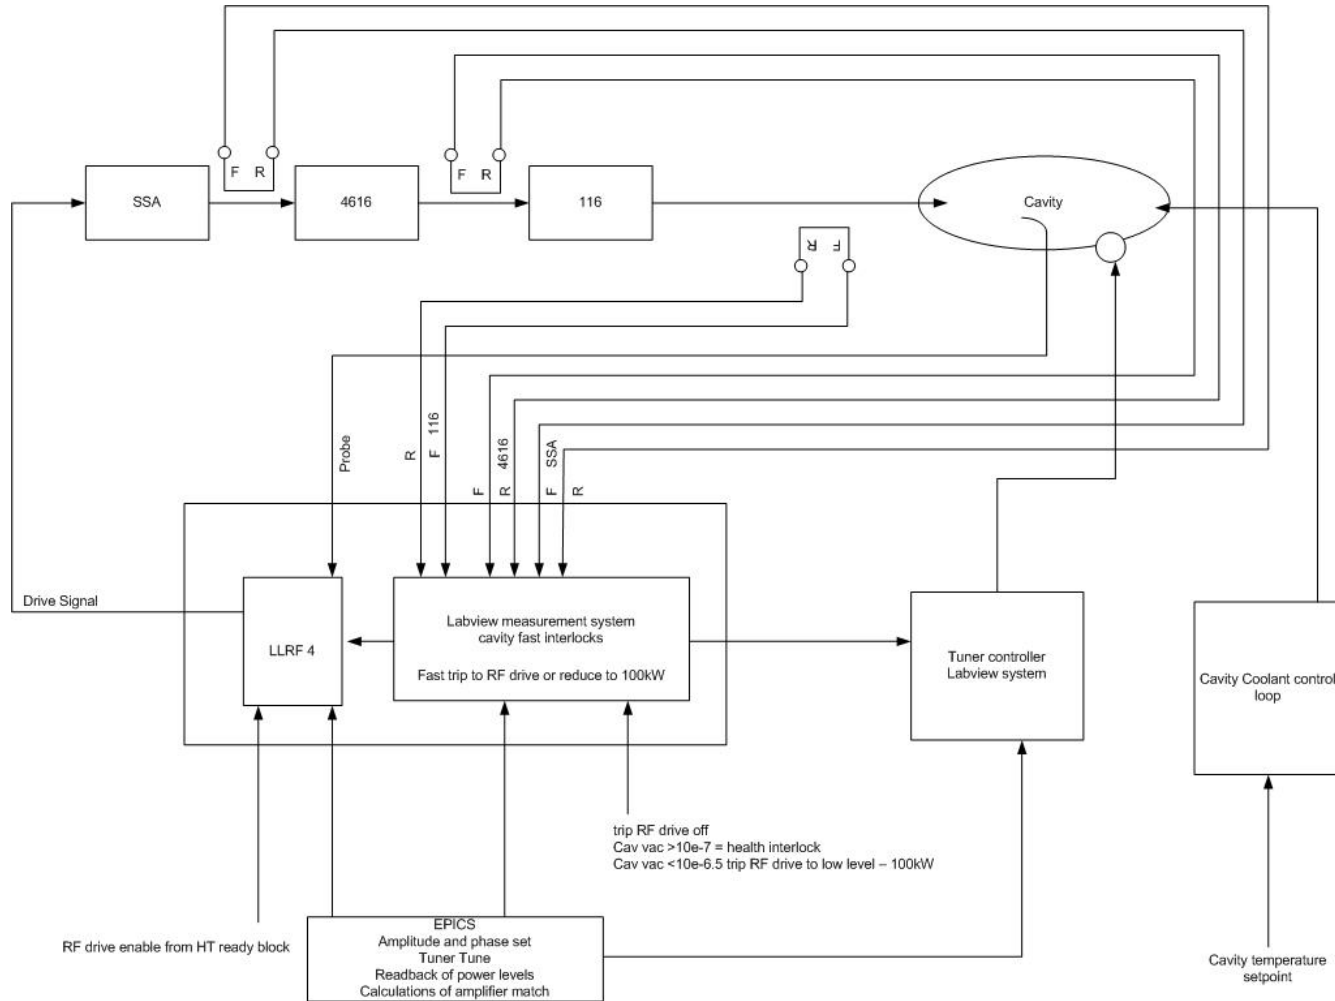 F R
F R
SSA
4616
116
Cavity
R F
Probe
R
F 116
F
R 4616
F SSA
R
Drive Signal
LLRF 4
Labview measurement system
cavity fast interlocks
Fast trip to RF drive or reduce to 100kW
Tuner controller
Labview system
Cavity Coolant control
loop
trip RF drive off
Cav vac >10e-7 = health interlock
Cav vac <10e-6.5 trip RF drive to low level – 100kW
RF drive enable from HT ready block
EPICS
Amplitude and phase set
Tuner Tune
Readback of power levels
Calculations of amplifier match
Cavity temperature
setpoint